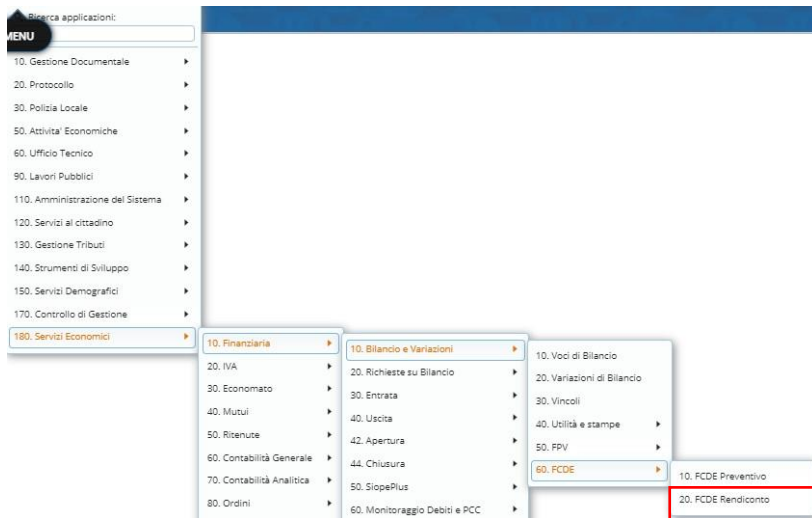 Ricerca applicazioni:
MENU
10. Gestione Documentale
20. Protocollo
30. Polizia Locale
50. Attivita' Economiche
60. Ufficio Tecnico
90. Lavori Pubblici
110. Amministrazione del Sistema
120. Servizi al cittadino
130. Gestione Tributi
140. Strumenti di Sviluppo
150. Servizi Demografici
170. Controllo di Gestione
180. Servizi Economici
10. Finanziaria
20. IVA
30. Economato
40. Mutui
50. Ritenute
60. Contabilità Generale
70. Contabilità Analitica
80. Ordini
10. Bilancio e Variazioni
20. Richieste su Bilancio
30. Entrata
40. Uscita
42. Apertura
44. Chiusura
50. SiopePlus
60. Monitoraggio Debiti e PCC
10. Voci di Bilancio
20. Variazioni di Bilancio
30. Vincoli
40. Utilità e stampe
50. FPV
60. FCDE
10. FCDE Preventivo
20. FCDE Rendiconto